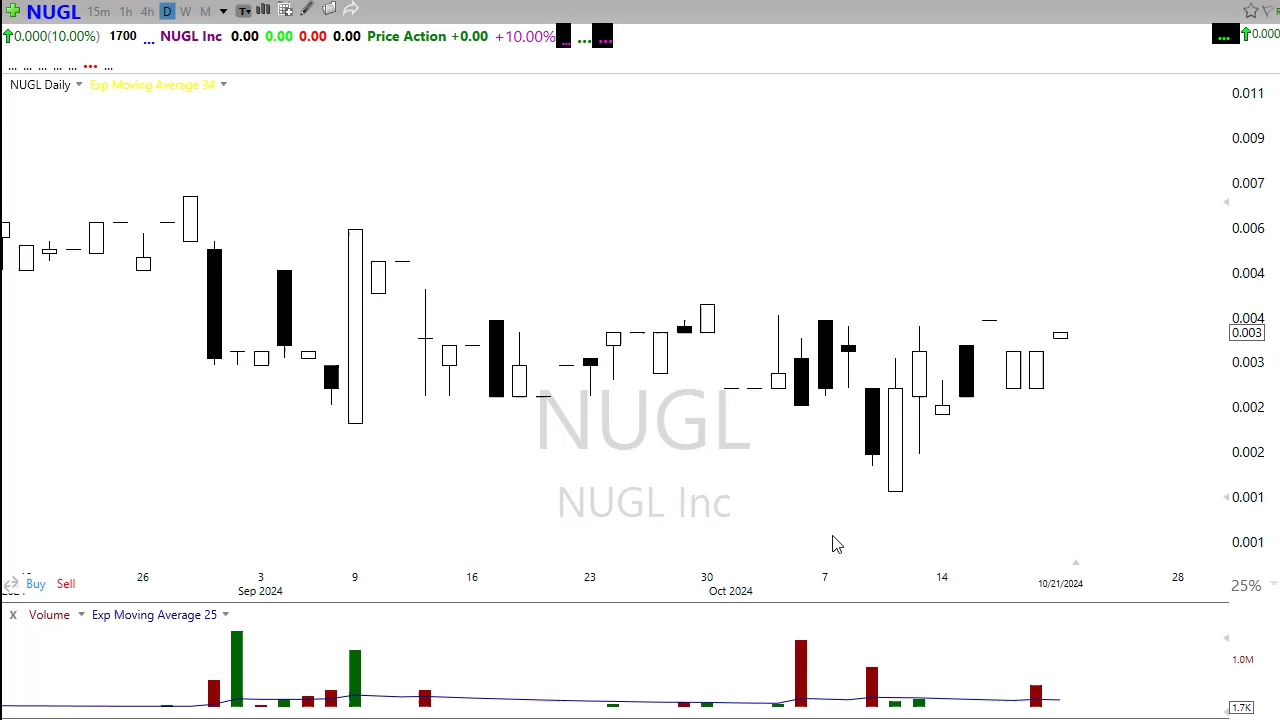 NUGL 15m 1h 4h D W M T
0.000(10.00%) 1700 ... NUGL Inc 0.00 0.00 0.00 0.00 Price Action +0.00 +10.00% ... ... ... ... 0.000
... ... ... ... ... ... ...
NUGL Daily Exp Moving Average 34
0.011
0.009
0.007
0.006
0.004
0.004
0.003
0.003
0.002
0.002
0.001
0.001
NUGL
NUGL Inc
Buy Sell
26 3 9 16 23 30 7 14 10/21/2024 28 25%
Sep 2024 Oct 2024
X Volume Exp Moving Average 25
1.0M
1.7K